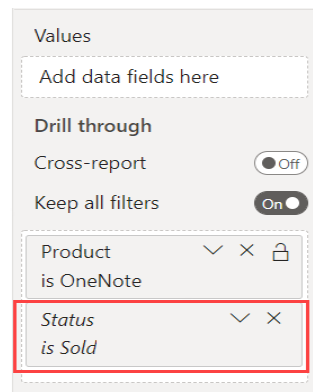 Values
Add data fields here
Drill through
Cross-report Off
Keep all filters On
Product
is OneNote
Status
is Sold